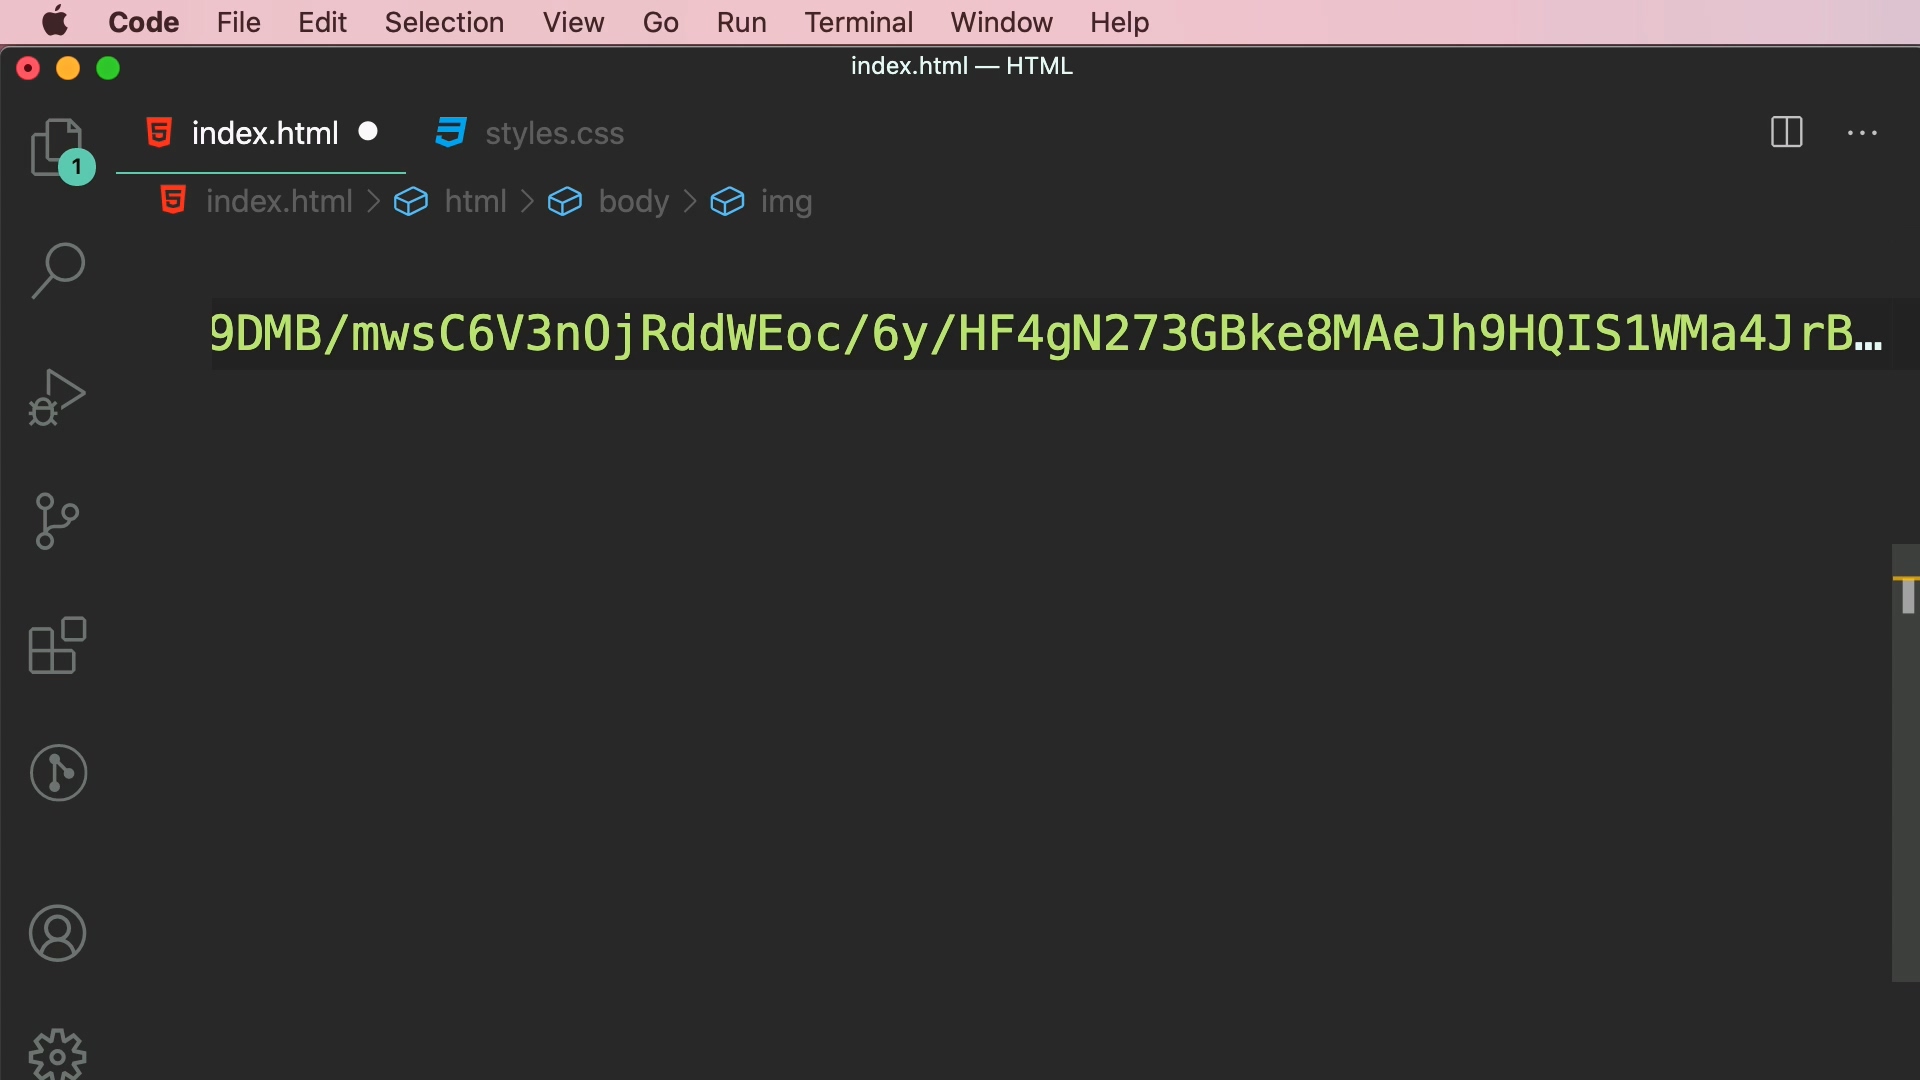 Code File Edit Selection View Go Run Terminal Window Help
index.html — HTML
index.html styles.css
1
index.html > html > body > img
9DMB/mwsC6V3nOjRddWEoc/6y/HF4gN273GBke8MAeJh9HQIS1WMa4JrB…